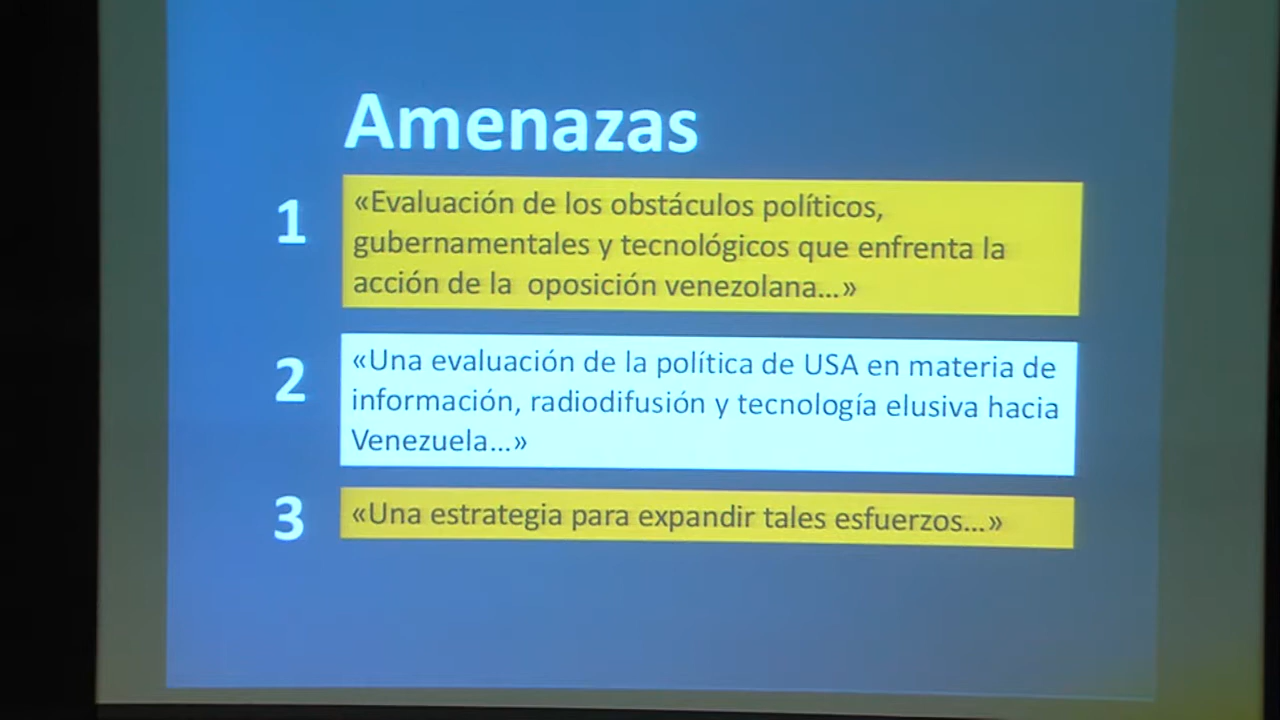 Amenazas
1
«Evaluación de los obstáculos políticos,
gubernamentales y tecnológicos que enfrenta la
acción de la oposición venezolana...»
2
«Una evaluación de la política de USA en materia de
información, radiodifusión y tecnología elusiva hacia
Venezuela...»
3
«Una estrategia para expandir tales esfuerzos...»